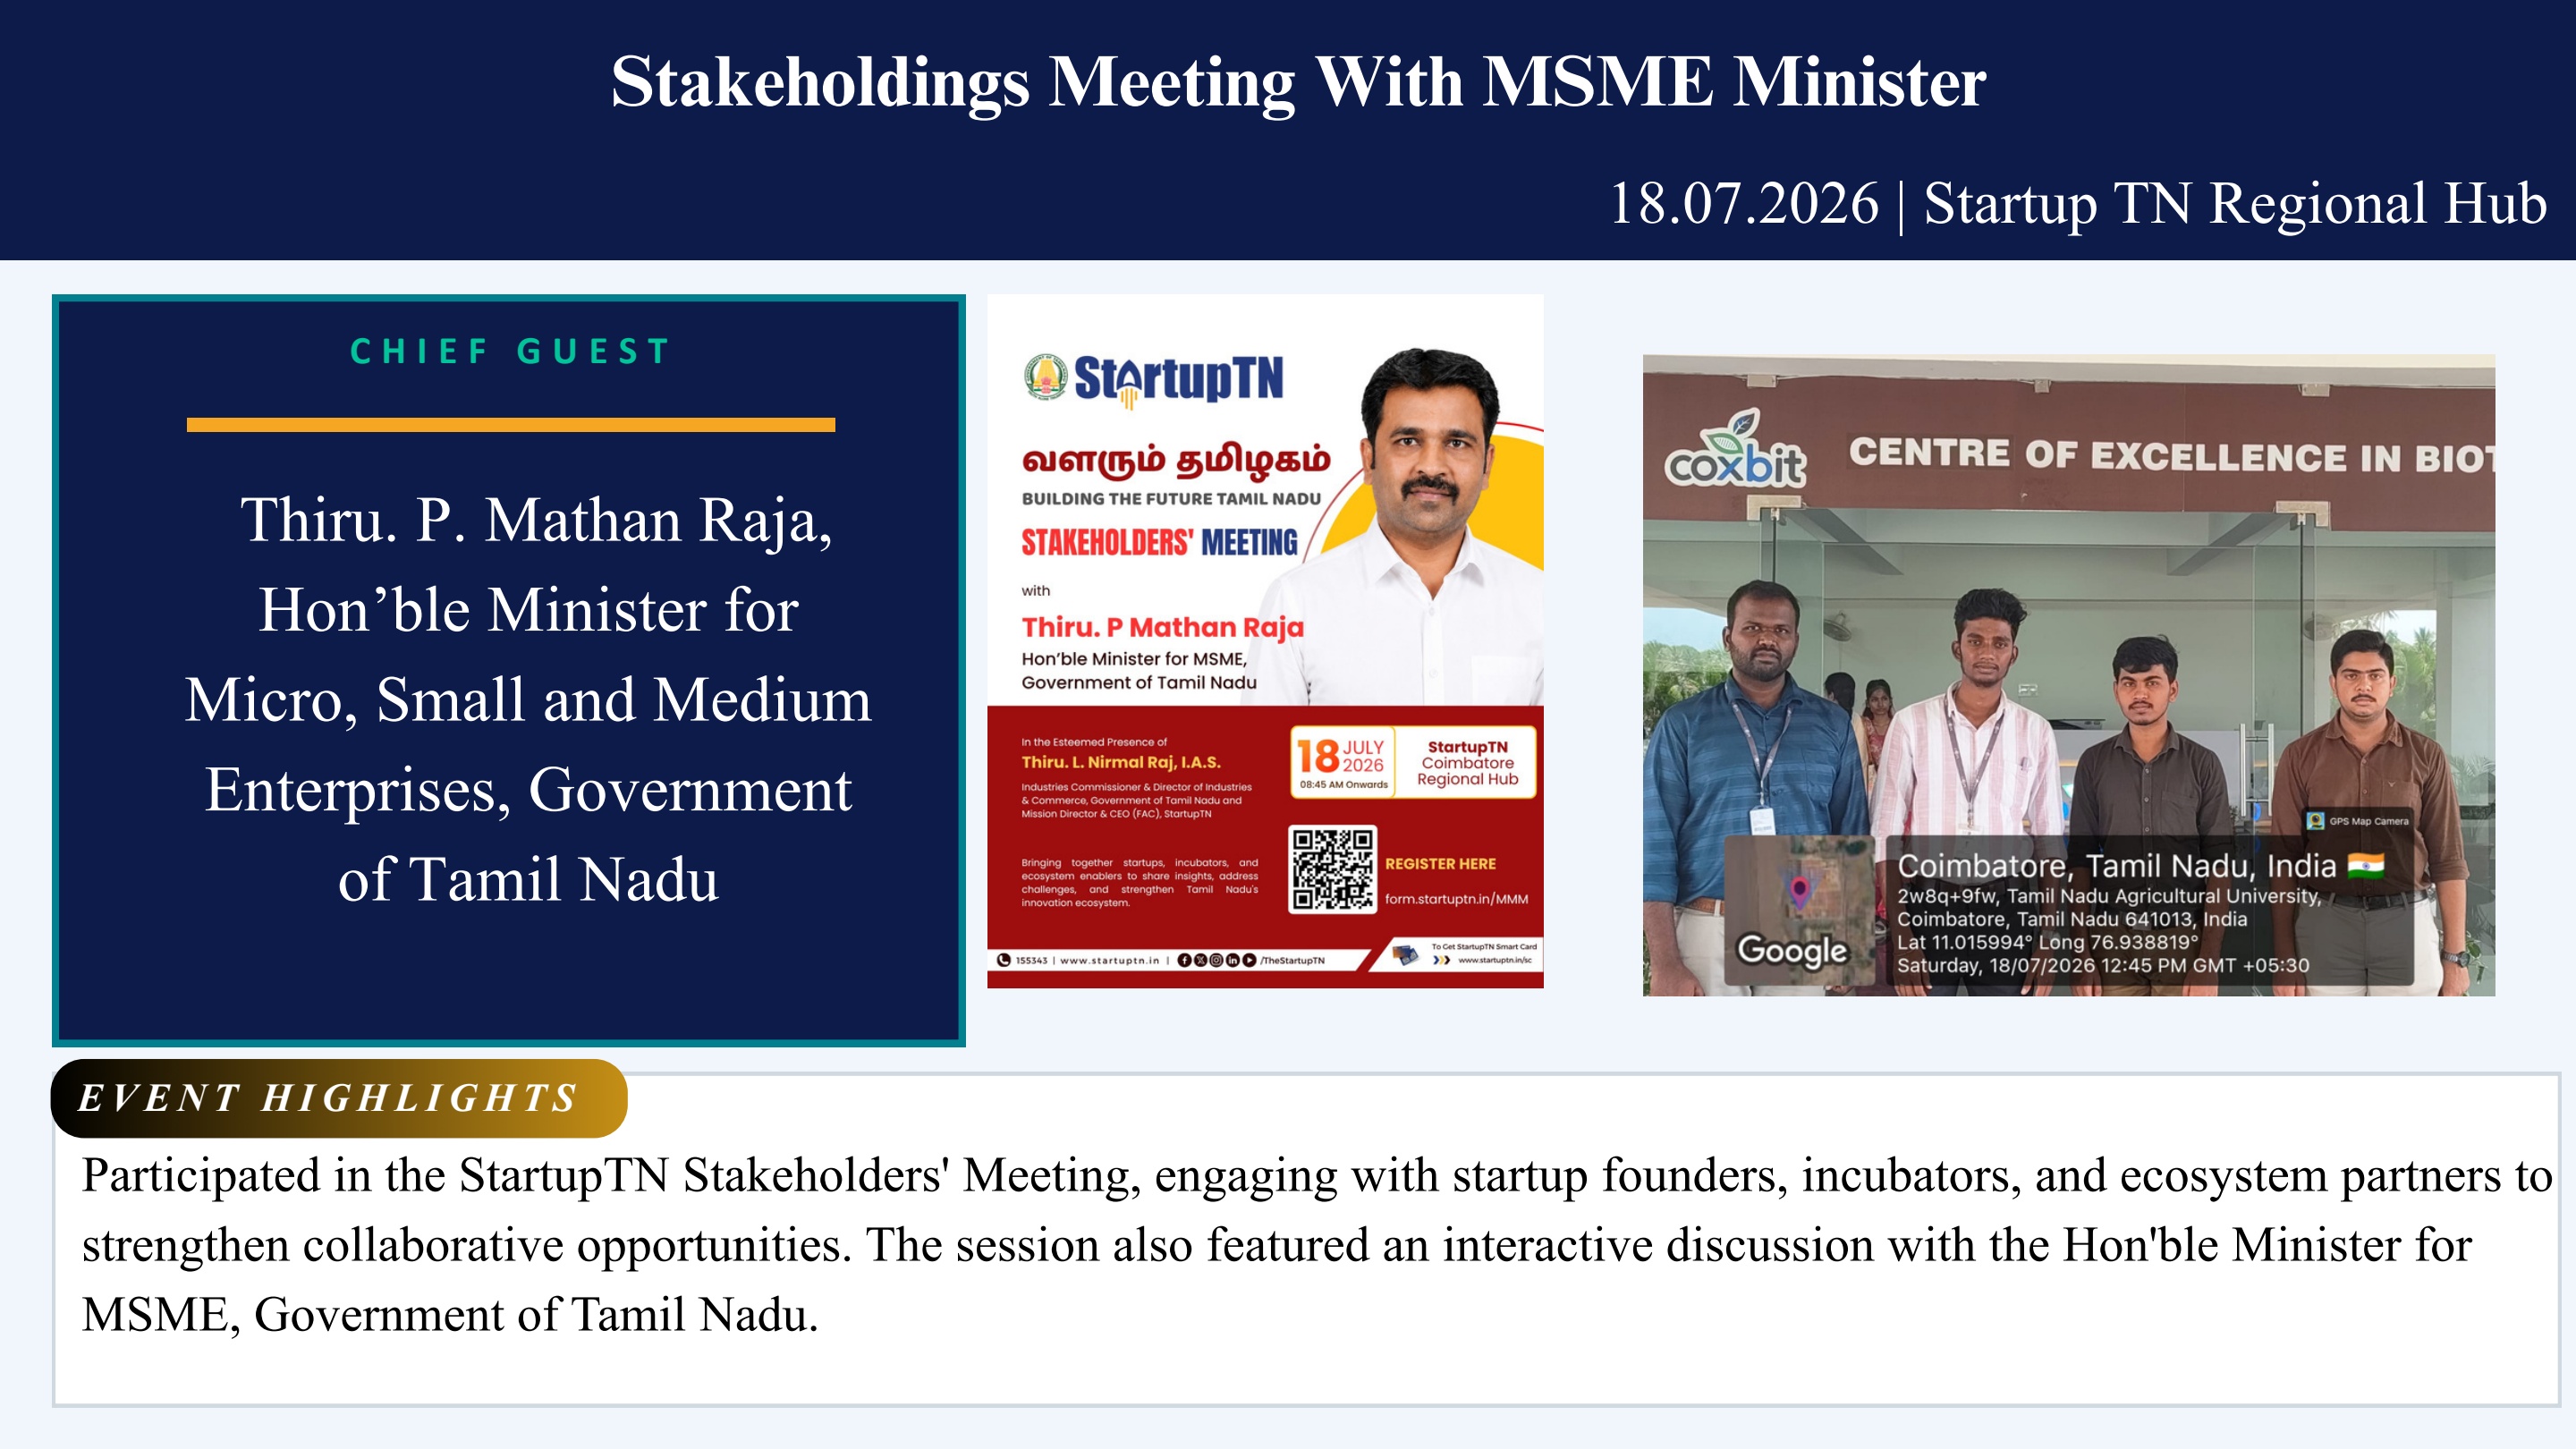 Stakeholdings Meeting With MSME Minister
18.07.2026 | Startup TN Regional Hub
CHIEF GUEST
Thiru. P. Mathan Raja,
Hon’ble Minister for
Micro, Small and Medium
Enterprises, Government
of Tamil Nadu
StartupTN
வளரும் தமிழகம்
BUILDING THE FUTURE TAMIL NADU
STAKEHOLDERS' MEETING
with
Thiru. P Mathan Raja
Hon’ble Minister for MSME,
Government of Tamil Nadu
In the Esteemed Presence of
Thiru. L. Nirmal Raj, I.A.S.
Industries Commissioner & Director of Industries
& Commerce, Government of Tamil Nadu and
Mission Director & CEO (FAC), StartupTN
18 JULY 2026
08:45 AM Onwards
StartupTN
Coimbatore
Regional Hub
Bringing together startups, incubators, and
ecosystem enablers to share insights, address
challenges, and strengthen Tamil Nadu's
innovation ecosystem.
REGISTER HERE
form.startuptn.in/MMM
155343 | www.startuptn.in | /TheStartupTN
To Get StartupTN Smart Card
www.startuptn.in/sc
coxbit
CENTRE OF EXCELLENCE IN BIOT
GPS Map Camera
Google
Coimbatore, Tamil Nadu, India
2w8q+9fw, Tamil Nadu Agricultural University,
Coimbatore, Tamil Nadu 641013, India
Lat 11.015994° Long 76.938819°
Saturday, 18/07/2026 12:45 PM GMT +05:30
EVENT HIGHLIGHTS
Participated in the StartupTN Stakeholders' Meeting, engaging with startup founders, incubators, and ecosystem partners to
strengthen collaborative opportunities. The session also featured an interactive discussion with the Hon'ble Minister for
MSME, Government of Tamil Nadu.